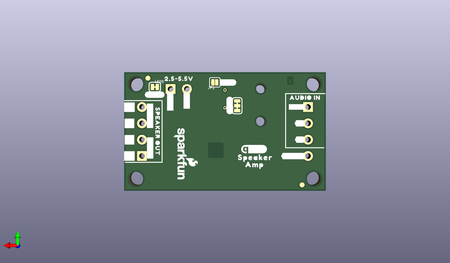 2.5-5.5V
AUDIO IN
SPEAKER OUT
sparkfun
Speaker
Amp